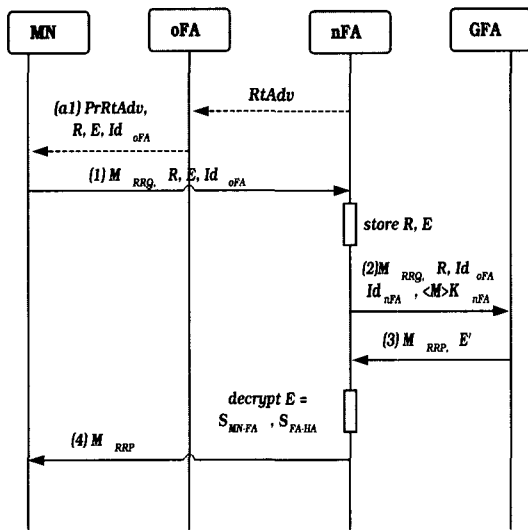 MN
oFA
nFA
GFA
RtAdv
(a1) PrRtAdv,
R, E, Id oFA
(1) M RRQ, R, E, Id oFA
store R, E
(2)M RRQ, R, Id oFA
Id nFA , <M>K nFA
(3) M RRP, E'
decrypt E =
S MN-FA , S FA-HA
(4) M RRP